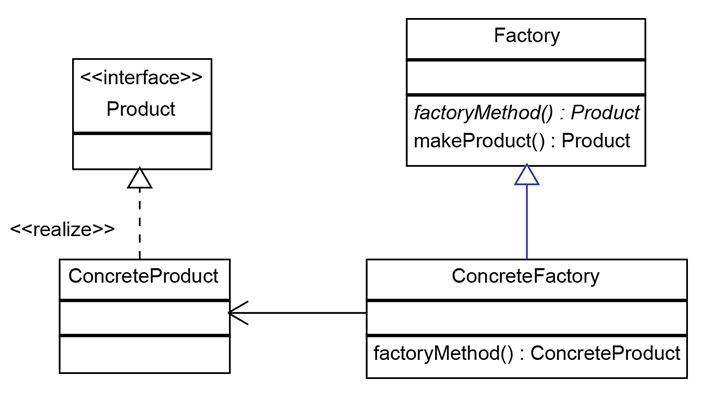 Factory
<<interface>>
Product
factoryMethod() : Product
makeProduct() : Product
<<realize>>
ConcreteProduct
ConcreteFactory
factoryMethod() : ConcreteProduct